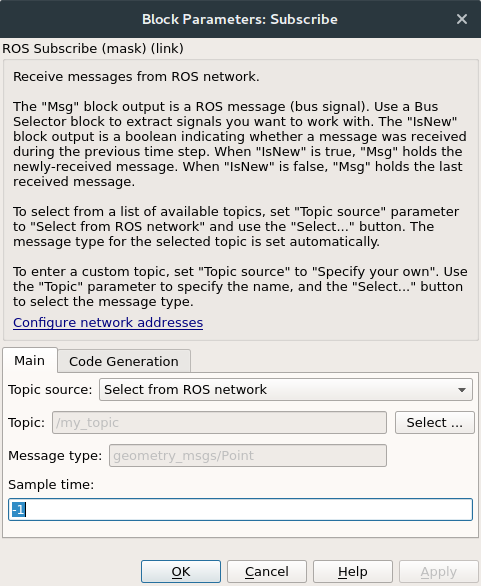 Block Parameters: Subscribe
ROS Subscribe (mask) (link)
Receive messages from ROS network.
The "Msg" block output is a ROS message (bus signal). Use a Bus
Selector block to extract signals you want to work with. The "IsNew"
block output is a boolean indicating whether a message was received
during the previous time step. When "IsNew" is true, "Msg" holds the
newly-received message. When "IsNew" is false, "Msg" holds the last
received message.
To select from a list of available topics, set "Topic source" parameter
to "Select from ROS network" and use the "Select..." button. The
message type for the selected topic is set automatically.
To enter a custom topic, set "Topic source" to "Specify your own". Use
the "Topic" parameter to specify the name, and the "Select..." button
to select the message type.
Configure network addresses
Main Code Generation
Topic source: Select from ROS network
Topic: /my_topic Select ...
Message type: geometry_msgs/Point
Sample time:
-1
OK Cancel Help Apply